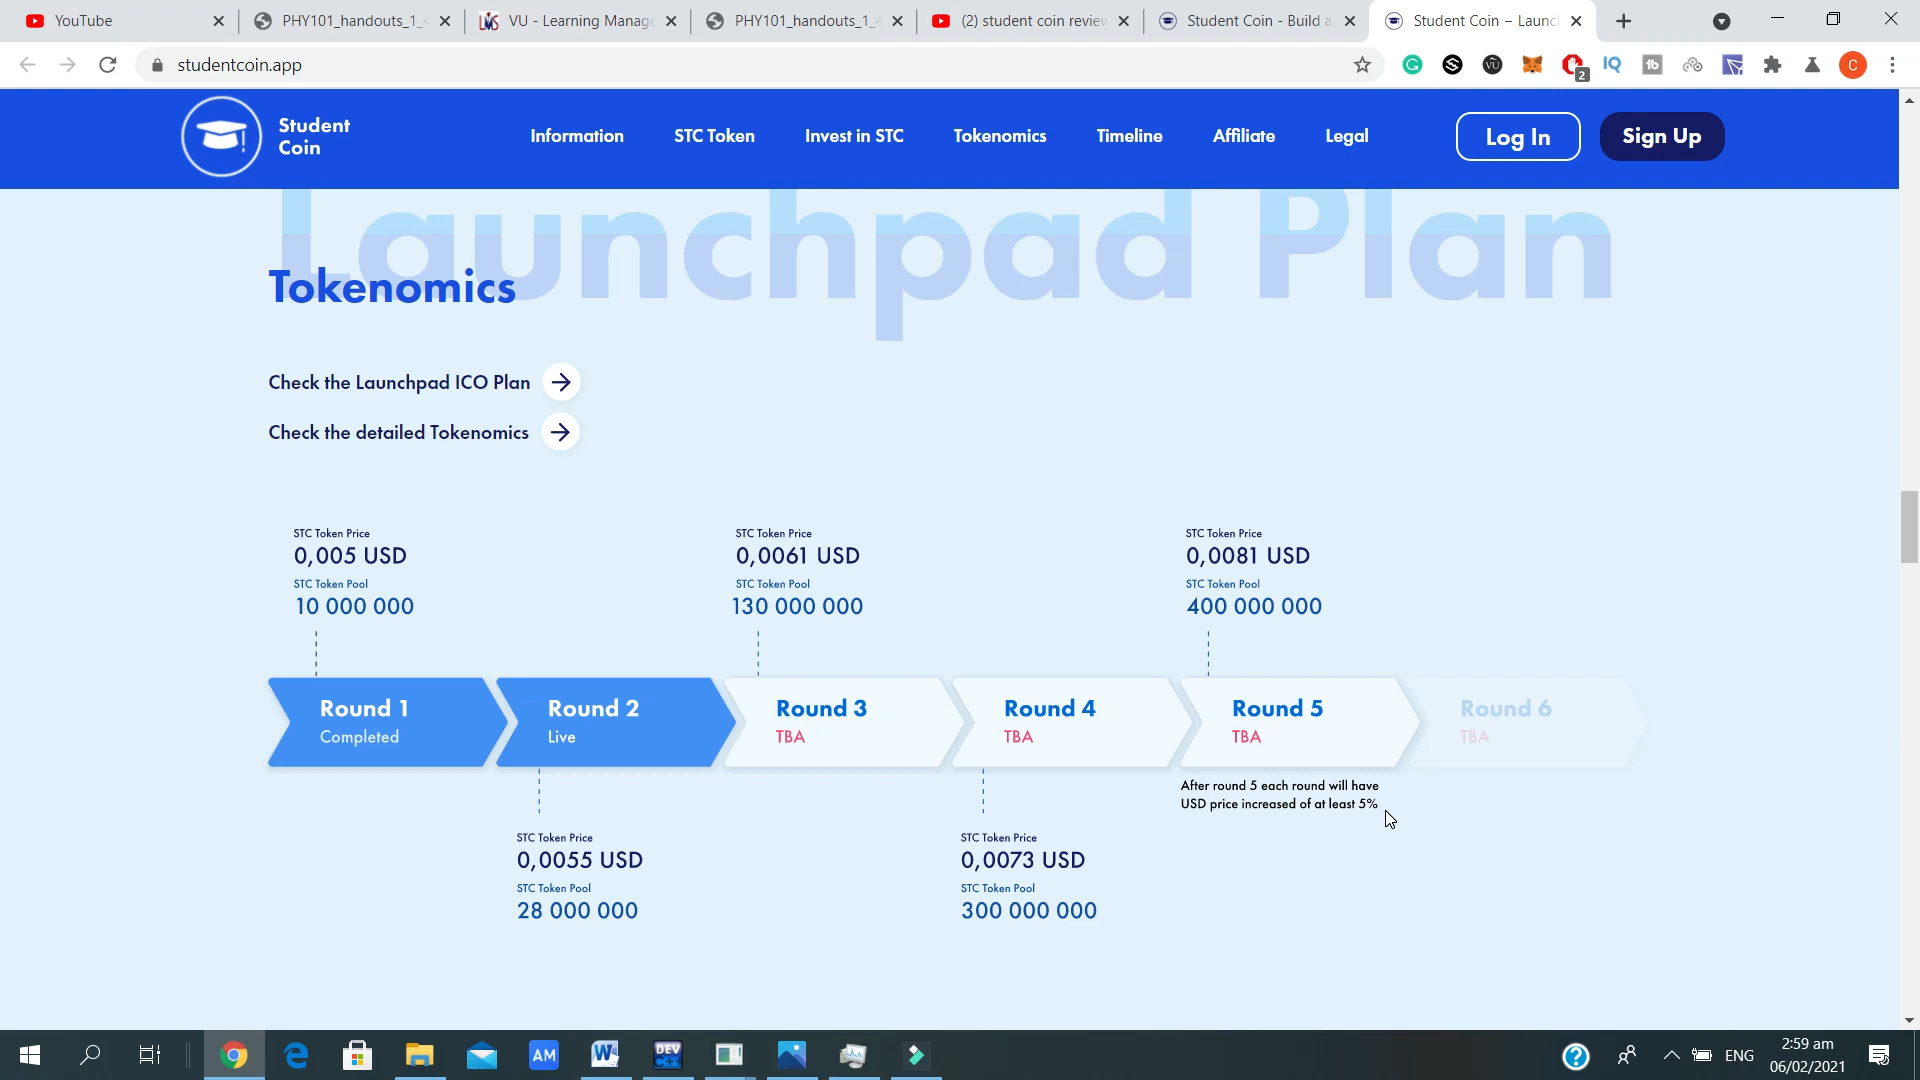 YouTube
PHY101_handouts_1_4
VU - Learning Manage
PHY101_handouts_1_4
(2) student coin review
Student Coin - Build a
Student Coin – Launch
studentcoin.app
Student
Coin
Information
STC Token
Invest in STC
Tokenomics
Timeline
Affiliate
Legal
Log In
Sign Up
Launchpad Plan
Tokenomics
Check the Launchpad ICO Plan
Check the detailed Tokenomics
STC Token Price
0,005 USD
STC Token Pool
10 000 000
STC Token Price
0,0061 USD
STC Token Pool
130 000 000
STC Token Price
0,0081 USD
STC Token Pool
400 000 000
Round 1
Completed
Round 2
Live
Round 3
TBA
Round 4
TBA
Round 5
TBA
Round 6
TBA
After round 5 each round will have
USD price increased of at least 5%
STC Token Price
0,0055 USD
STC Token Pool
28 000 000
STC Token Price
0,0073 USD
STC Token Pool
300 000 000
AM
DEV
ENG
2:59 am
06/02/2021